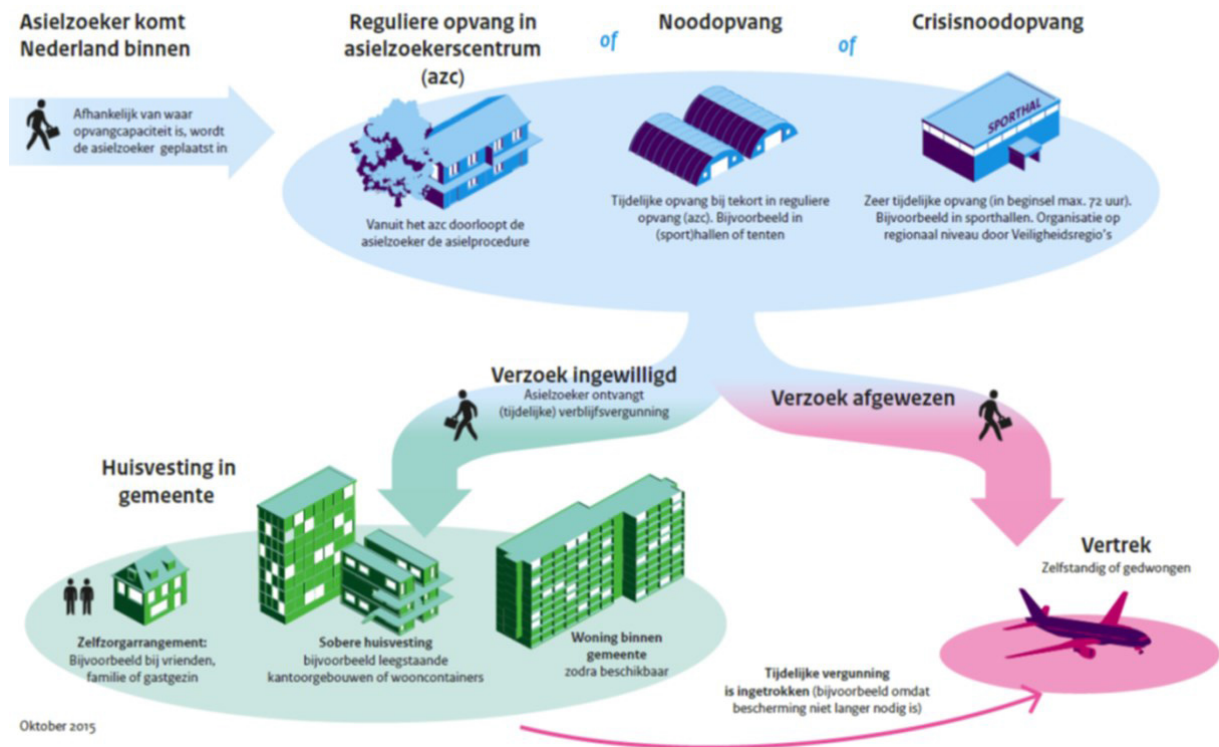 Asielzoeker komt
Nederland binnen
Afhankelijk van waar
opvangcapaciteit is, wordt
de asielzoeker geplaatst in
Reguliere opvang in
asielzoekerscentrum
(azc)
of
Noodopvang
of
Crisisnoodopvang
SPORTHAL
Vanuit het azc doorloopt de
asielzoeker de asielprocedure
Tijdelijke opvang bij tekort in reguliere
opvang (azc). Bijvoorbeeld in
(sport)hallen of tenten
Zeer tijdelijke opvang (in beginsel max. 72 uur).
Bijvoorbeeld in sporthallen. Organisatie op
regionaal niveau door Veiligheidsregio's
Verzoek ingewilligd
Asielzoeker ontvangt
(tijdelijke) verblijfsvergunning
Verzoek afgewezen
Huisvesting in
gemeente
Zelfzorgarrangement:
Bijvoorbeeld bij vrienden,
familie of gastgezin
Sobere huisvesting
bijvoorbeeld leegstaande
kantoorgebouwen of wooncontainers
Woning binnen
gemeente
zodra beschikbaar
Vertrek
Zelfstandig of gedwongen
Tijdelijke vergunning
is ingetrokken (bijvoorbeeld omdat
bescherming niet langer nodig is)
Oktober 2015